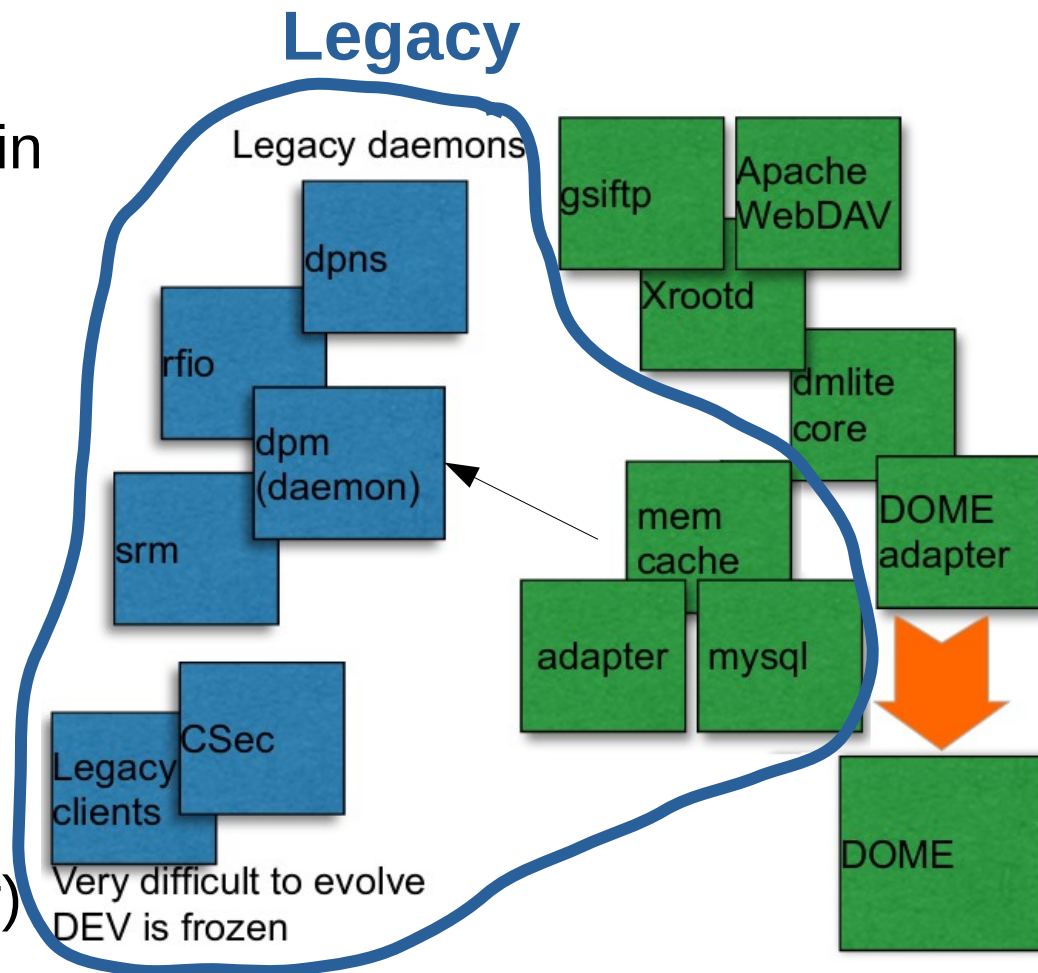 Legacy
in
Legacy daemons
gsiftp
Apache
WebDAV
dpns
Xrootd
rfio
dmlite
core
dpm
(daemon)
mem
cache
DOME
adapter
srm
adapter
mysql
CSec
Legacy
clients
DOME
Very difficult to evolve
DEV is frozen
)